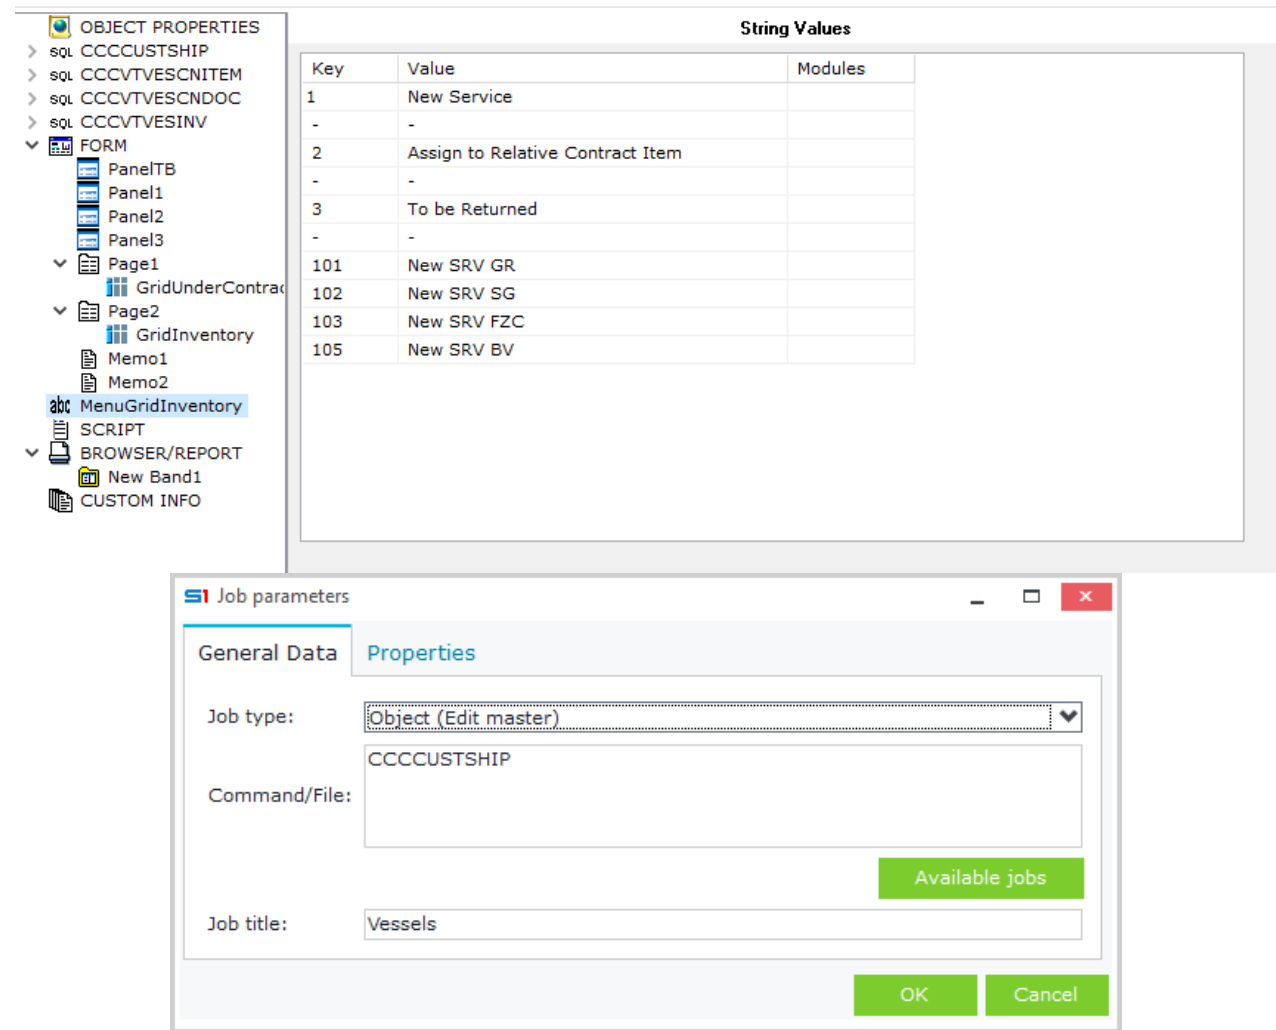 OBJECT PROPERTIES
SQL CCCCUSTSHIP
SQL CCCVTVESCNITEM
SQL CCCVTVESCNDOC
SQL CCCVTVESINV
FORM
PanelTB
Panel1
Panel2
Panel3
Page1
GridUnderContrac
Page2
GridInventory
Memo1
Memo2
abc MenuGridInventory
SCRIPT
BROWSER/REPORT
New Band1
CUSTOM INFO
String Values
Key Value Modules
1 New Service
- -
2 Assign to Relative Contract Item
- -
3 To be Returned
- -
101 New SRV GR
102 New SRV SG
103 New SRV FZC
105 New SRV BV
S1 Job parameters
General Data Properties
Job type: Object (Edit master)
Command/File: CCCCUSTSHIP
Available jobs
Job title: Vessels
OK Cancel